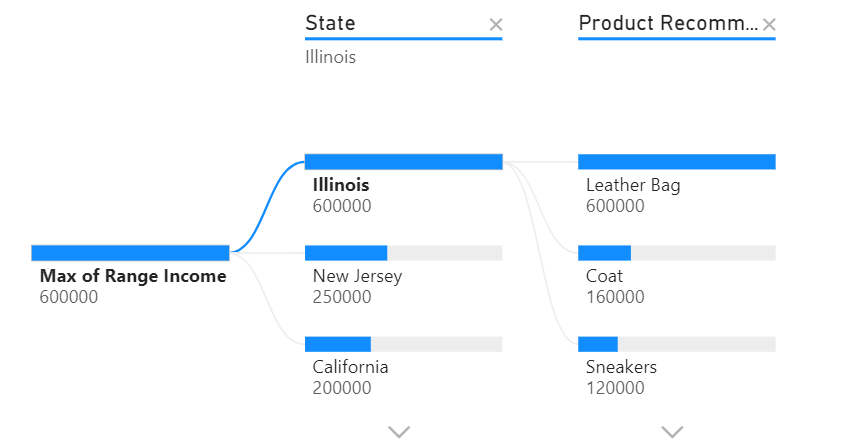 State
Product Recomm...
Illinois
Illinois
600000
Leather Bag
600000
Max of Range Income
600000
New Jersey
250000
Coat
160000
California
200000
Sneakers
120000